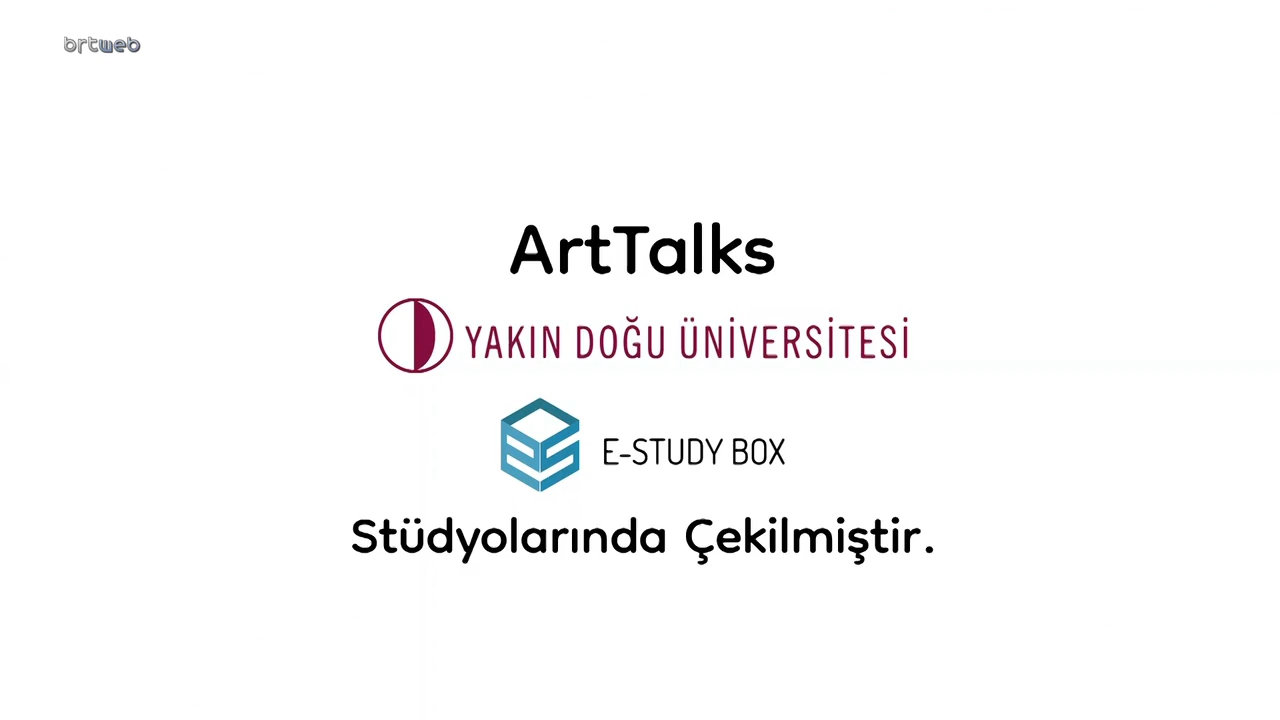 brtweb
ArtTalks
YAKIN DOĞU ÜNİVERSİTESİ
E-STUDY BOX
Stüdyolarında Çekilmiştir.